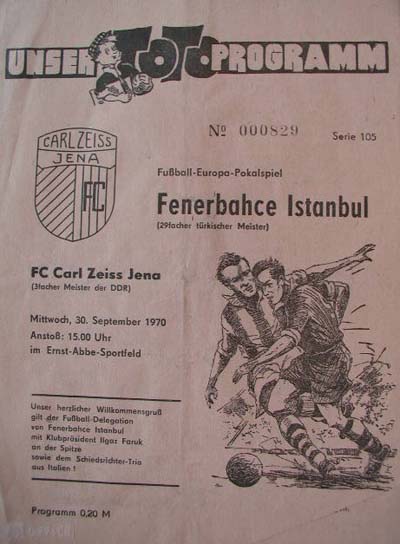 UNSER TOTO PROGRAMM
CARL ZEISS
JENA
FC
Nº 000829
Serie 105
Fußball-Europa-Pokalspiel
Fenerbahce Istanbul
(29facher türkischer Meister)
FC Carl Zeiss Jena
(3facher Meister der DDR)
Mittwoch, 30. September 1970
Anstoß: 15.00 Uhr
im Ernst-Abbe-Sportfeld
Unser herzlicher Willkommensgruß
gilt der Fußball-Delegation
von Fenerbahce Istanbul
mit Klubpräsident Ilgaz Faruk
an der Spitze
sowie dem Schiedsrichter-Trio
aus Italien !
Programm 0,20 M